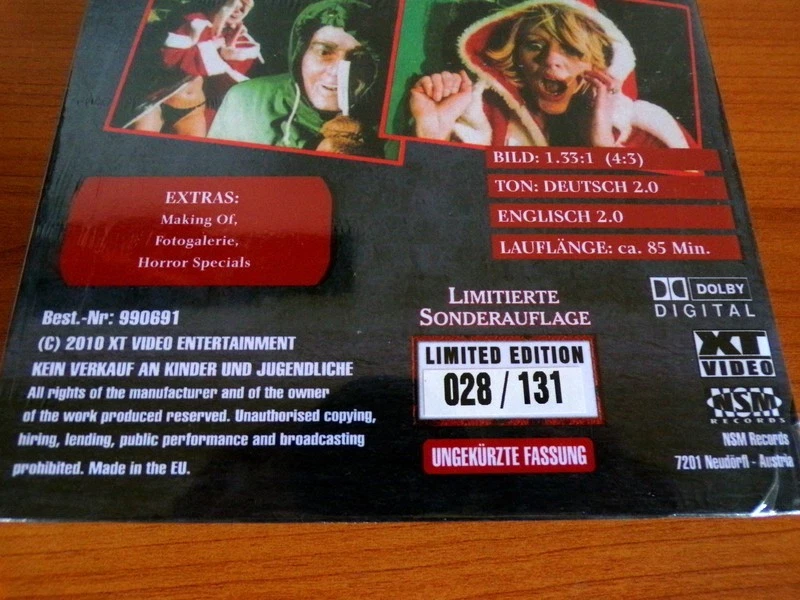 BILD: 1.33:1 (4:3)
TON: DEUTSCH 2.0
ENGLISCH 2.0
LAUFLÄNGE: ca. 85 Min.
EXTRAS:
Making Of,
Fotogalerie,
Horror Specials
Best.-Nr: 990691
(C) 2010 XT VIDEO ENTERTAINMENT
KEIN VERKAUF AN KINDER UND JUGENDLICHE
All rights of the manufacturer and of the owner
of the work produced reserved. Unauthorised copying,
hiring, lending, public performance and broadcasting
prohibited. Made in the EU.
LIMITIERTE
SONDERAUFLAGE
LIMITED EDITION
028 / 131
UNGEKÜRZTE FASSUNG
DOLBY
DIGITAL
XT
VIDEO
NSM
RECORDS
NSM Records
7201 Neudörfl - Austria